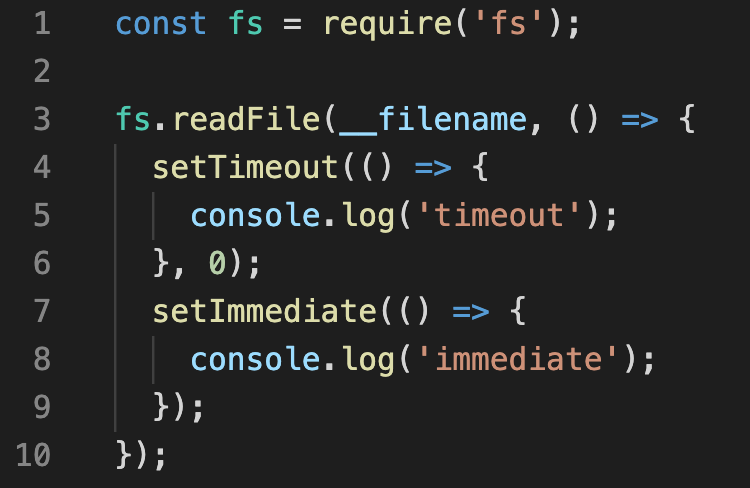 1 const fs = require('fs');
2
3 fs.readFile(__filename, () => {
4 setTimeout(() => {
5 console.log('timeout');
6 }, 0);
7 setImmediate(() => {
8 console.log('immediate');
9 });
10 });